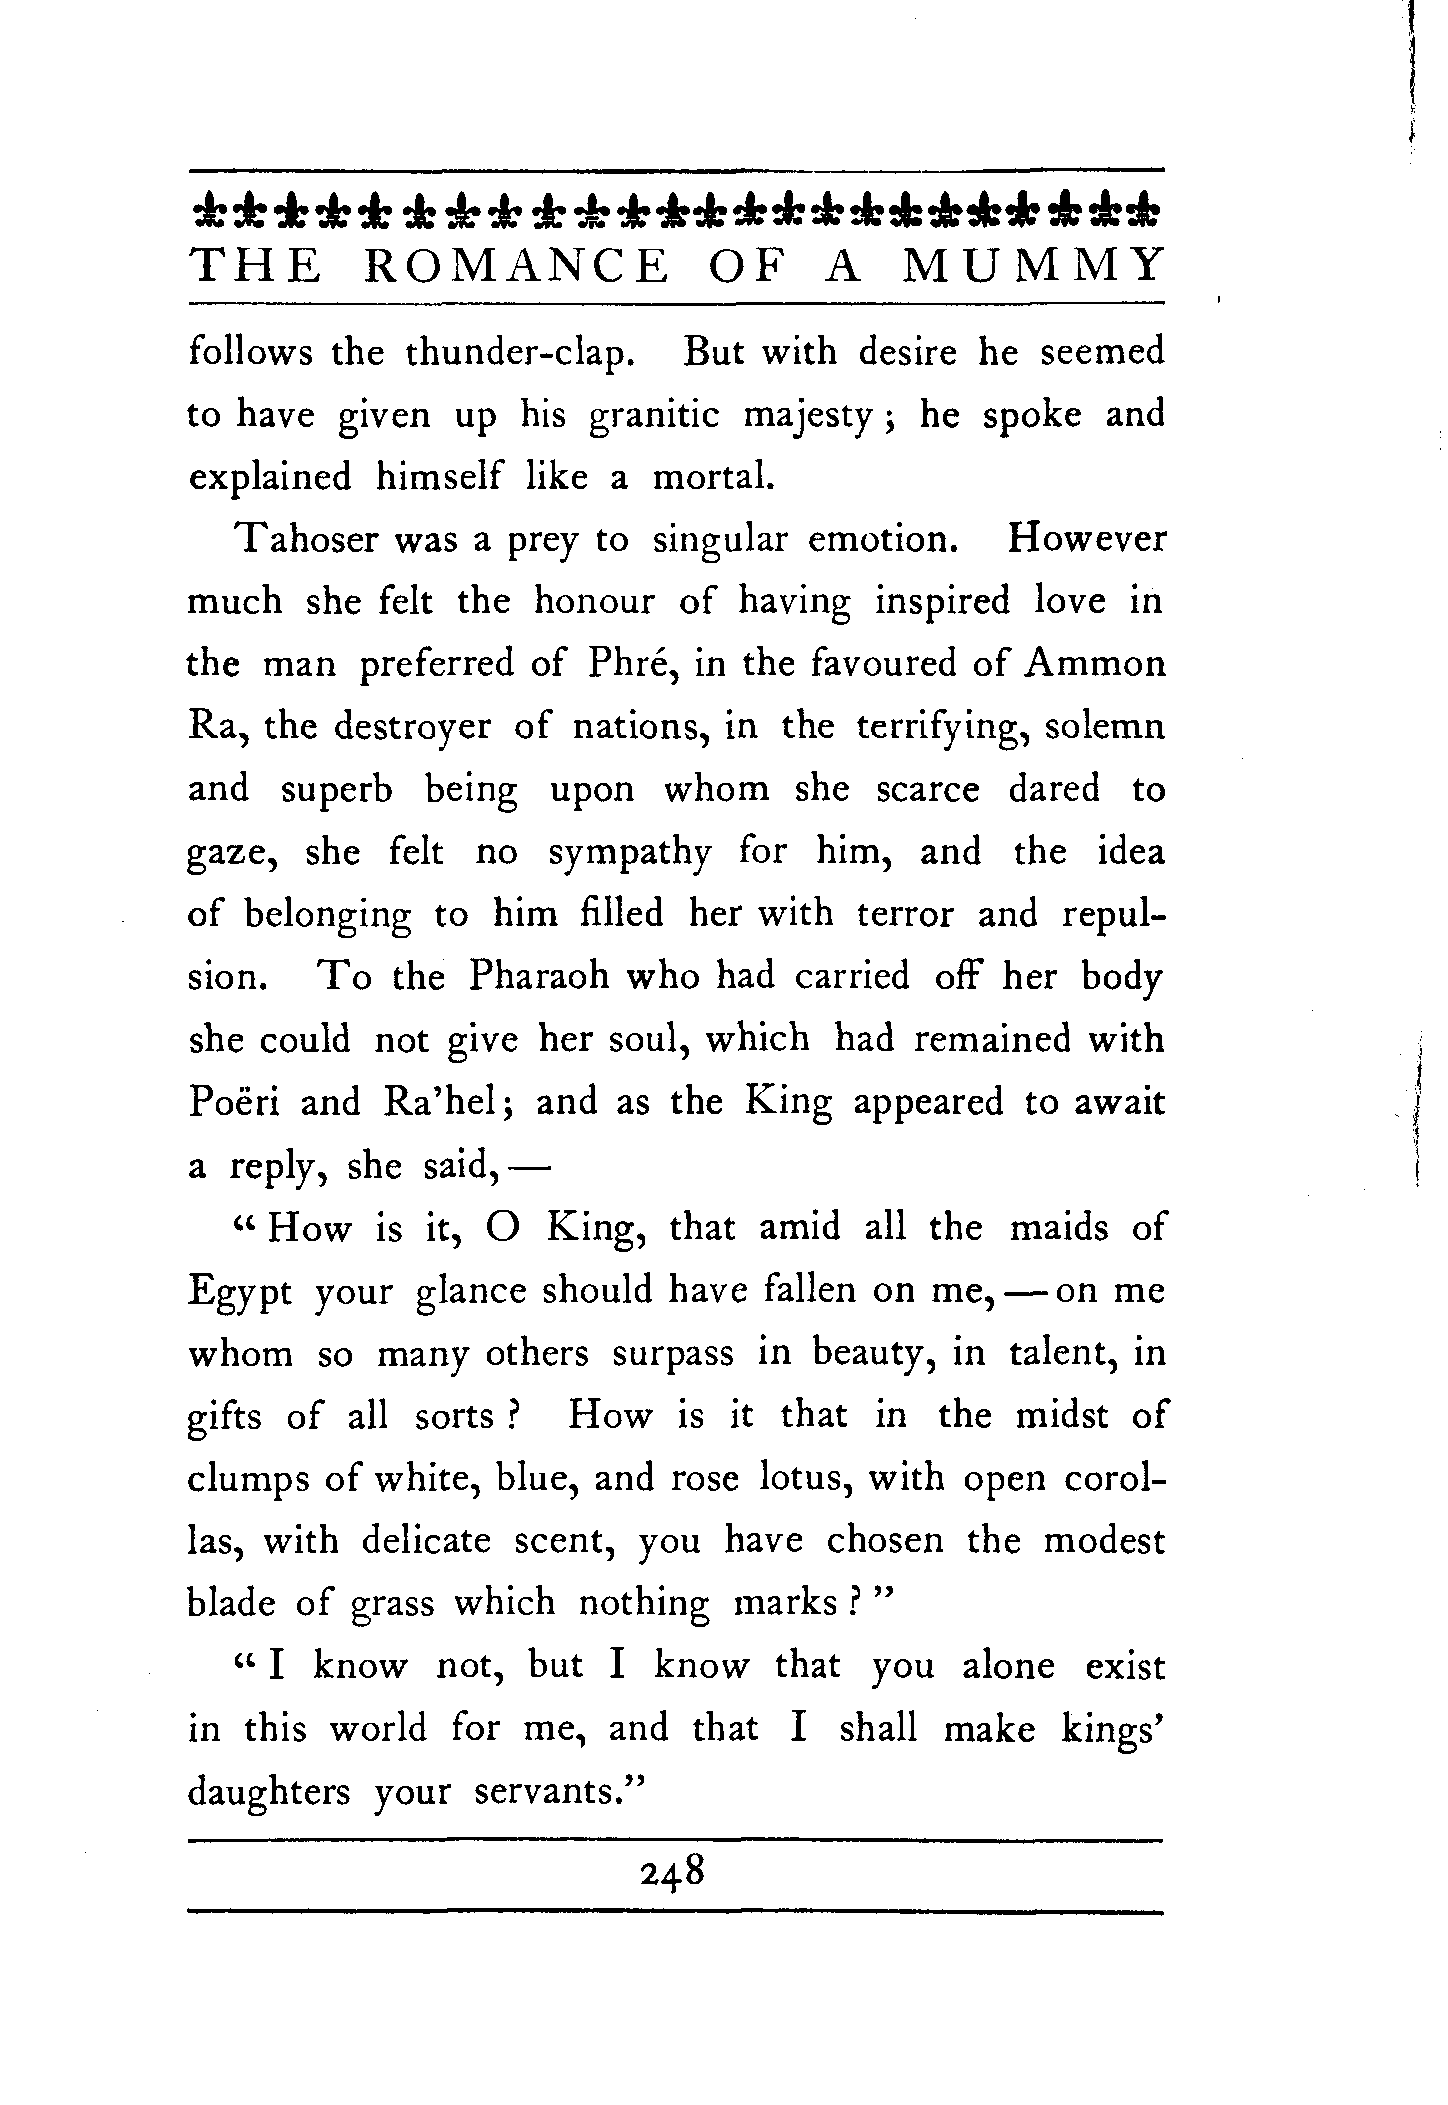 THE ROMANCE OF A MUMMY
follows the thunder-clap. But with desire he seemed
to have given up his granitic majesty; he spoke and
explained himself like a mortal.
Tahoser was a prey to singular emotion. However
much she felt the honour of having inspired love in
the man preferred of Phré, in the favoured of Ammon
Ra, the destroyer of nations, in the terrifying, solemn
and superb being upon whom she scarce dared to
gaze, she felt no sympathy for him, and the idea
of belonging to him filled her with terror and repul-
sion. To the Pharaoh who had carried off her body
she could not give her soul, which had remained with
Poëri and Ra'hel; and as the King appeared to await
a reply, she said,—
“How is it, O King, that amid all the maids of
Egypt your glance should have fallen on me,—on me
whom so many others surpass in beauty, in talent, in
gifts of all sorts? How is it that in the midst of
clumps of white, blue, and rose lotus, with open corol-
las, with delicate scent, you have chosen the modest
blade of grass which nothing marks?”
“I know not, but I know that you alone exist
in this world for me, and that I shall make kings'
daughters your servants.”
248